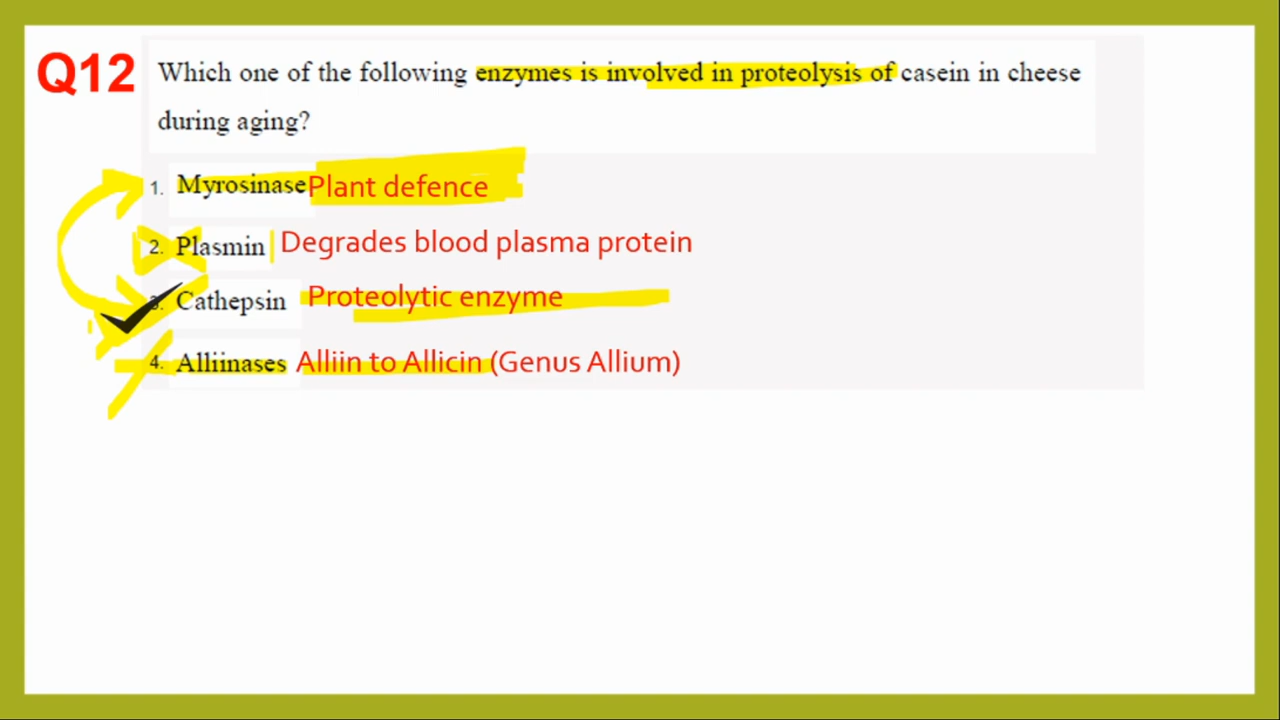 Q12 Which one of the following enzymes is involved in proteolysis of casein in cheese
during aging?
1. Myrosinase Plant defence
2. Plasmin Degrades blood plasma protein
3. Cathepsin Proteolytic enzyme
4. Alliinases Alliin to Allicin (Genus Allium)